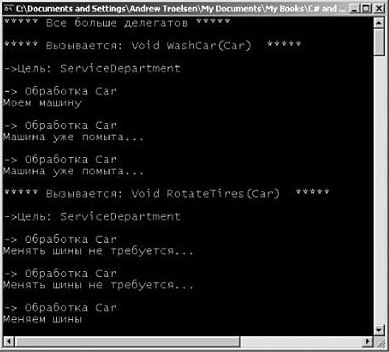 C:\Documents and Settings\Andrew Troelsen\My Documents\My Books\C# and ...
***** Все больше делегатов *****
***** Вызывается: Void WashCar(Car) *****
->Цель: ServiceDepartment
-> Обработка Car
Моем машину
-> Обработка Car
Машина уже помыта...
-> Обработка Car
Машина уже помыта...
***** Вызывается: Void RotateTires(Car) *****
->Цель: ServiceDepartment
-> Обработка Car
Менять шины не требуется...
-> Обработка Car
Менять шины не требуется...
-> Обработка Car
Меняем шины